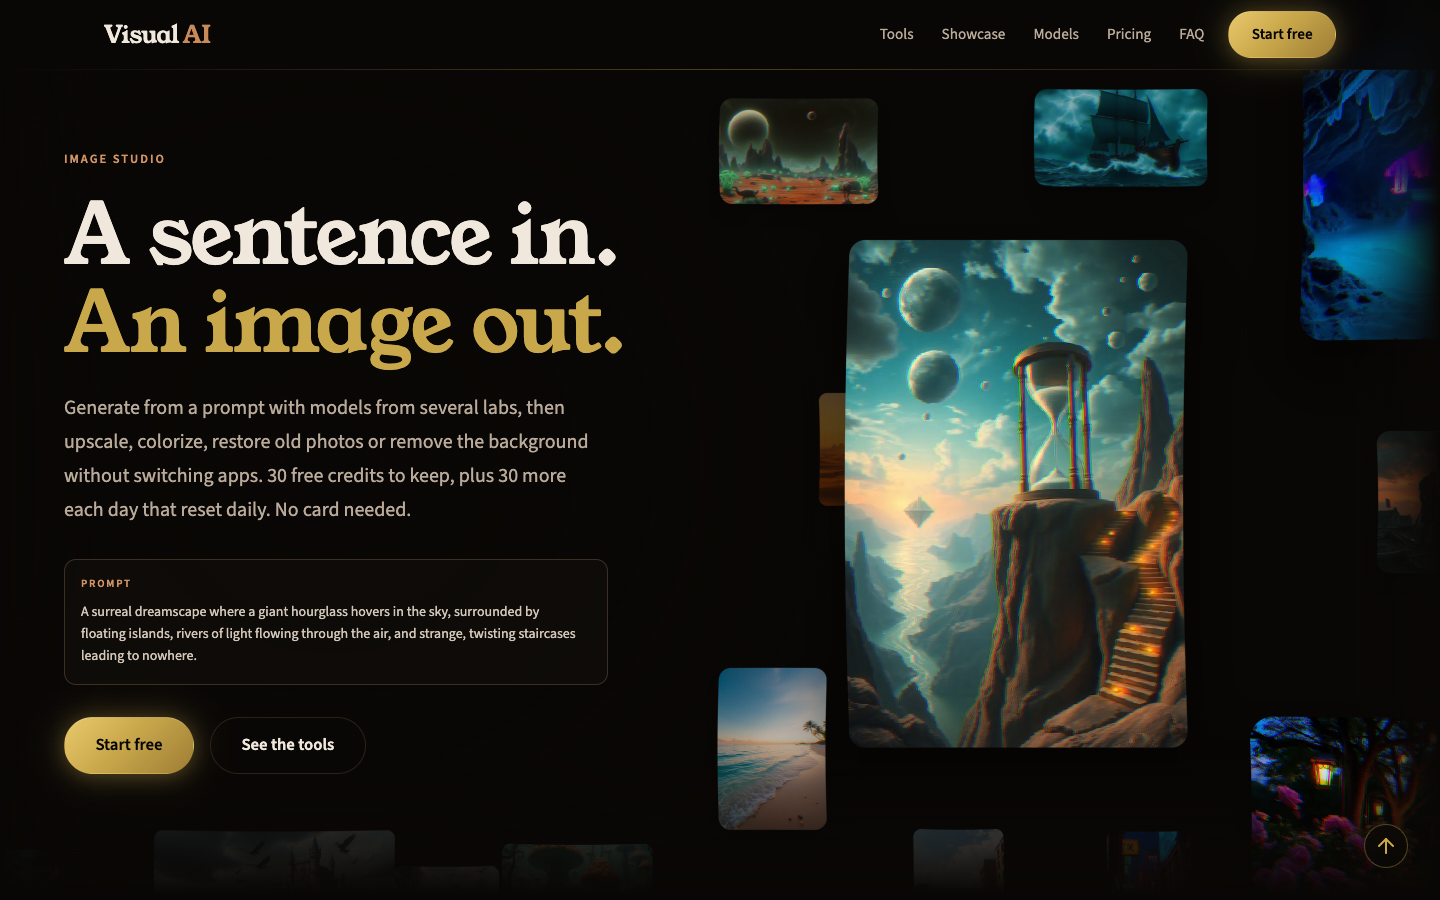 Visual AI
Tools
Showcase
Models
Pricing
FAQ
Start free
IMAGE STUDIO
A sentence in.
An image out.
Generate from a prompt with models from several labs, then
upscale, colorize, restore old photos or remove the background
without switching apps. 30 free credits to keep, plus 30 more
each day that reset daily. No card needed.
PROMPT
A surreal dreamscape where a giant hourglass hovers in the sky, surrounded by
floating islands, rivers of light flowing through the air, and strange, twisting staircases
leading to nowhere.
Start free
See the tools